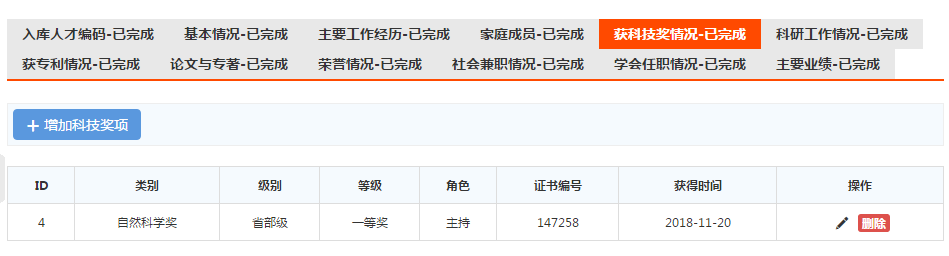 入库人才编码-已完成 基本情况-已完成 主要工作经历-已完成 家庭成员-已完成 获科技奖情况-已完成 科研工作情况-已完成
获专利情况-已完成 论文与专著-已完成 荣誉情况-已完成 社会兼职情况-已完成 学会任职情况-已完成 主要业绩-已完成
+ 增加科技奖项
ID 类别 级别 等级 角色 证书编号 获得时间 操作
4 自然科学奖 省部级 一等奖 主持 147258 2018-11-20 删除